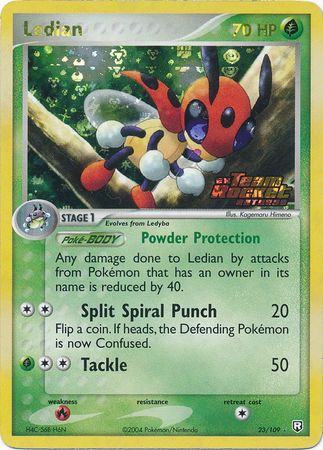 Ledian
70 HP
EX
Team
Rocket
Returns
Illus. Kagemaru Himeno
STAGE 1
Evolves from Ledyba
Poké-BODY Powder Protection
Any damage done to Ledian by attacks
from Pokémon that has an owner in its
name is reduced by 40.
Split Spiral Punch 20
Flip a coin. If heads, the Defending Pokémon
is now Confused.
Tackle 50
weakness resistance retreat cost
H4C-568 H6N ©2004 Pokémon/Nintendo 23/109
R